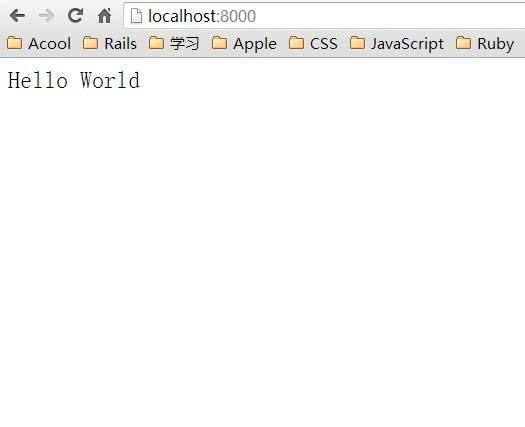 localhost:8000
Acool Rails 学习 Apple CSS JavaScript Ruby
Hello World